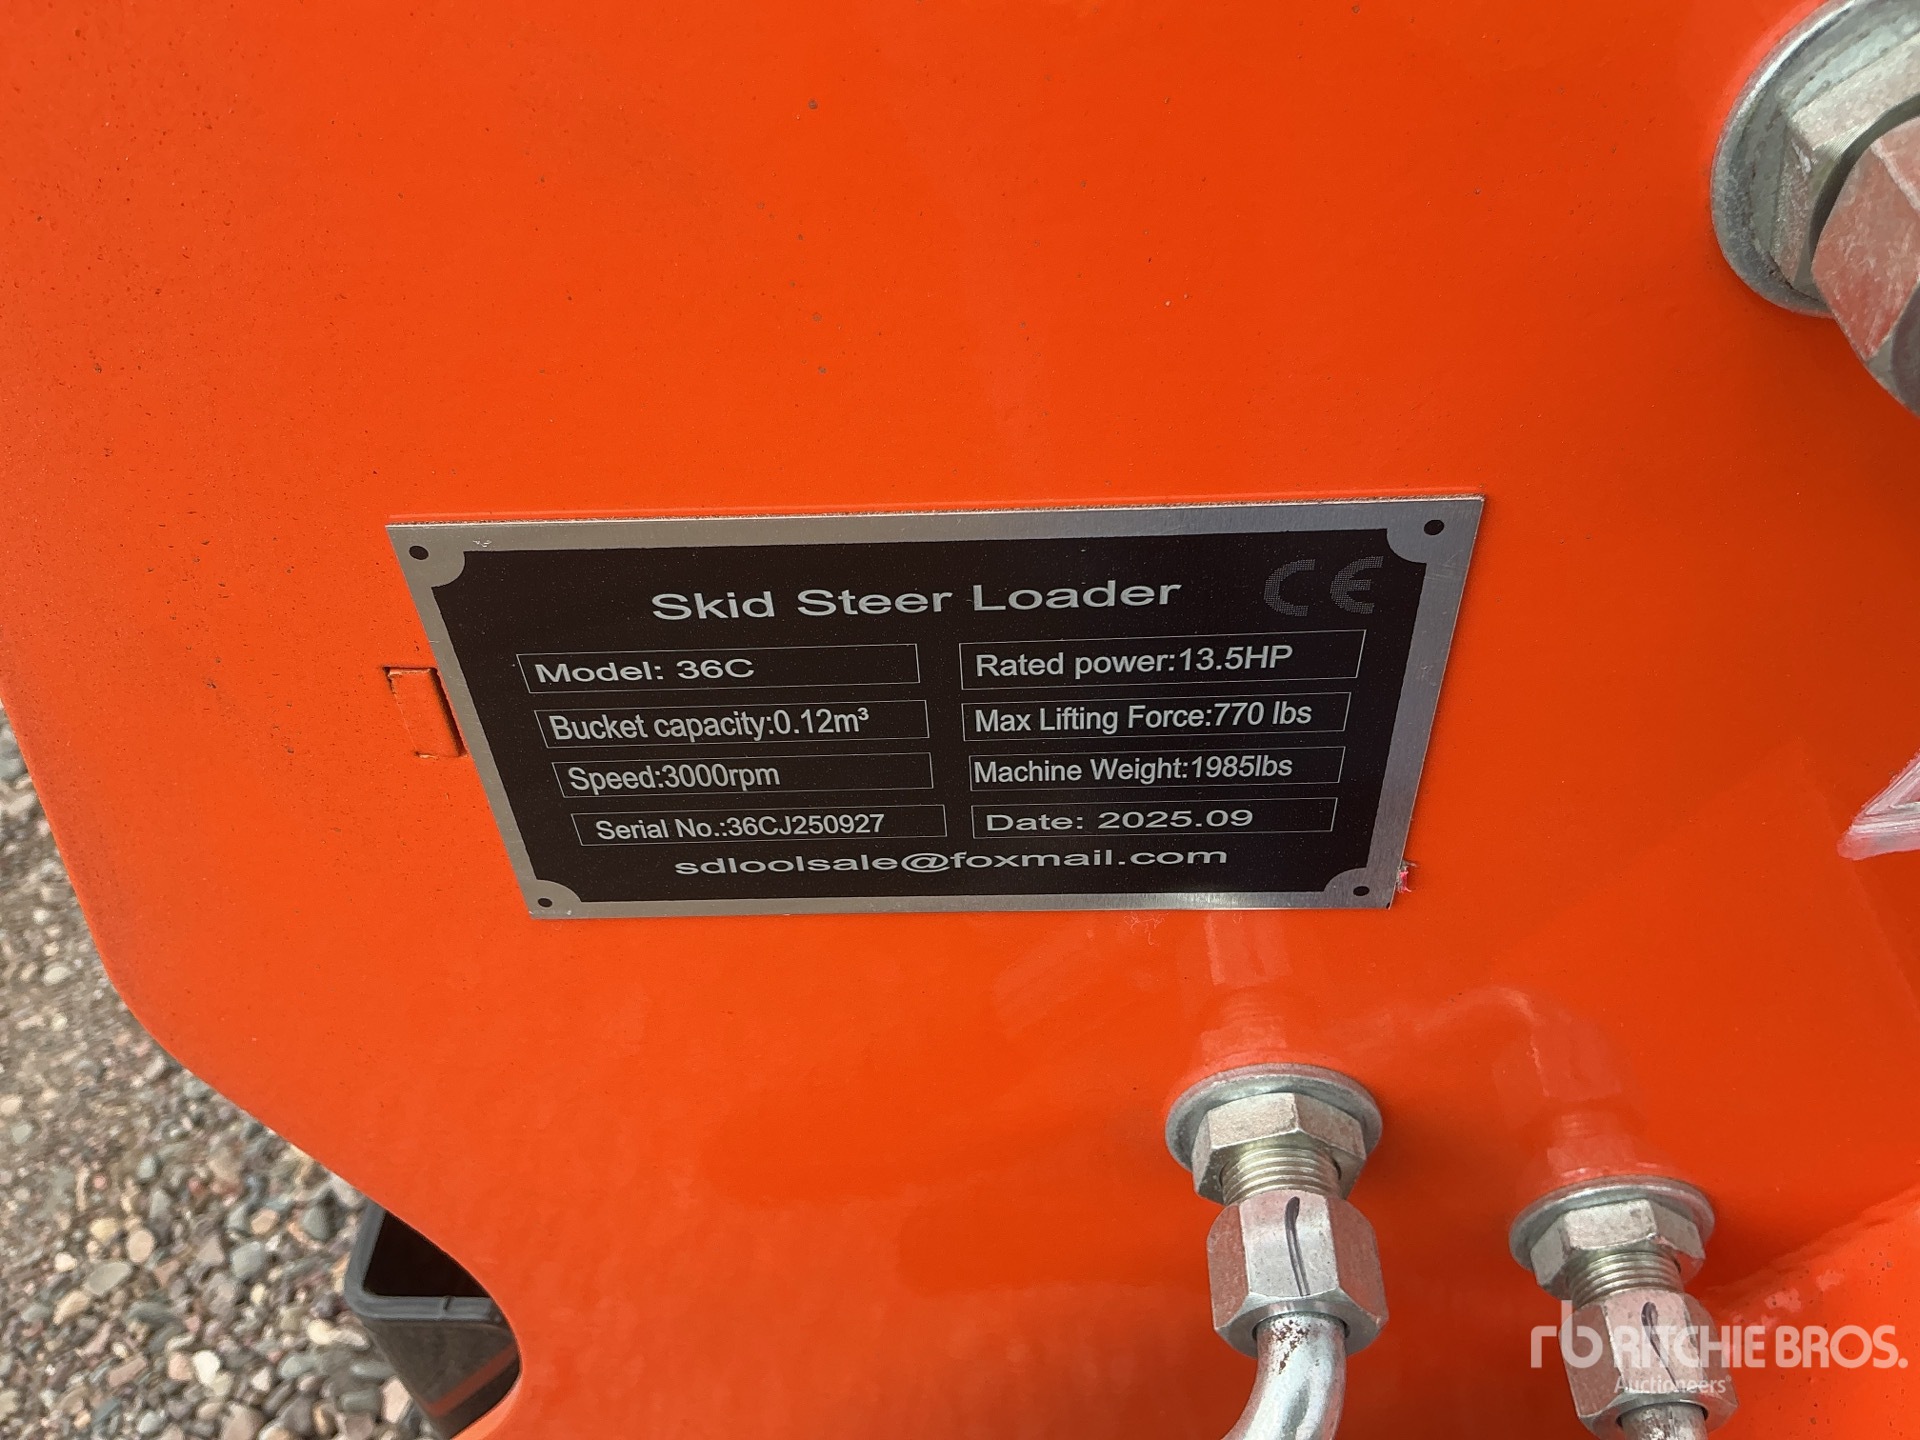 Skid Steer Loader CE
Model: 36C
Rated power:13.5HP
Bucket capacity:0.12m³
Max Lifting Force:770 lbs
Speed:3000rpm
Machine Weight:1985lbs
Serial No.:36CJ250927
Date: 2025.09
sdloolsale@foxmail.com
rb RITCHIE BROS.
Auctioneers